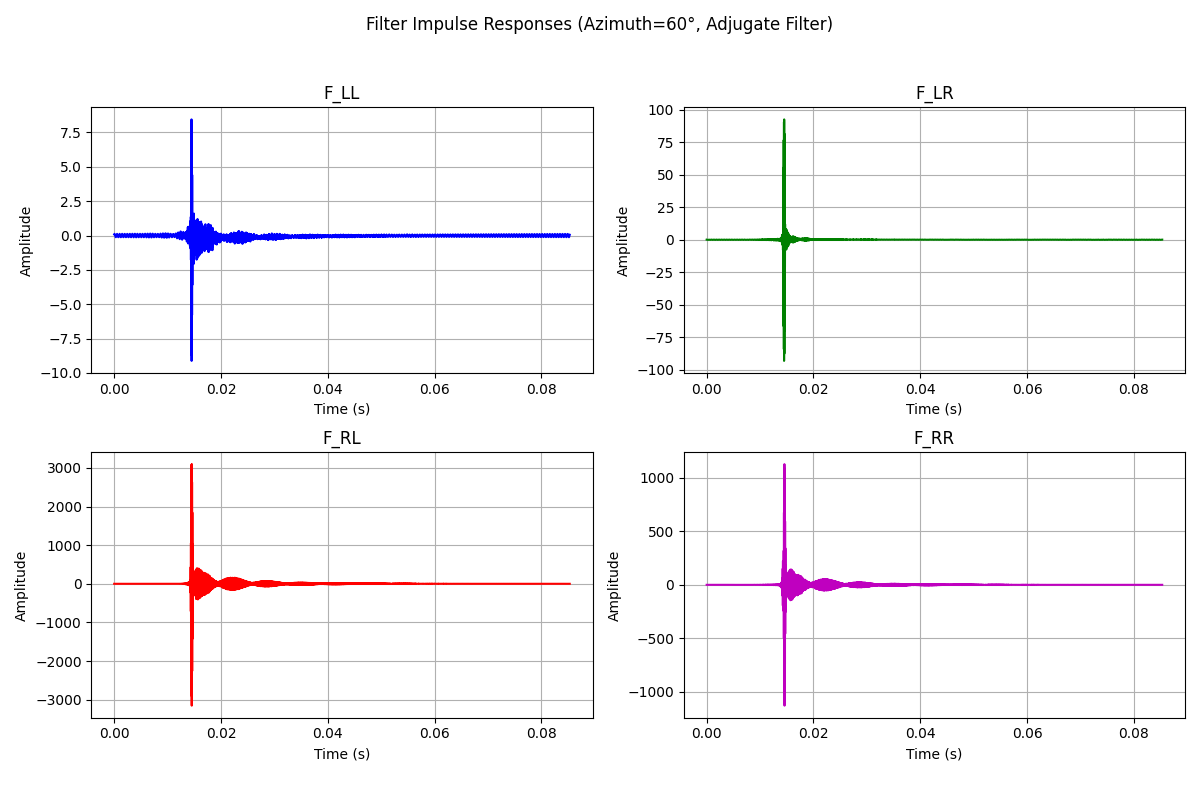 Filter Impulse Responses (Azimuth=60°, Adjugate Filter)
F_LL
7.5
5.0
2.5
0.0
−2.5
−5.0
−7.5
−10.0
Amplitude
0.00 0.02 0.04 0.06 0.08
Time (s)
F_LR
100
75
50
25
0
−25
−50
−75
−100
Amplitude
0.00 0.02 0.04 0.06 0.08
Time (s)
F_RL
3000
2000
1000
0
−1000
−2000
−3000
Amplitude
0.00 0.02 0.04 0.06 0.08
Time (s)
F_RR
1000
500
0
−500
−1000
Amplitude
0.00 0.02 0.04 0.06 0.08
Time (s)